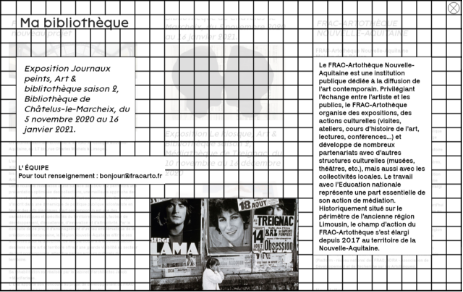 Ma bibliothèque
Exposition Journaux
peints, Art &
bibliothèque saison 2,
Bibliothèque de
Châtelus-le-Marcheix, du
5 novembre 2020 au 16
janvier 2021.
L' ÉQUIPE
Pour tout renseignement : bonjour@fracarto.fr
Le FRAC-Artothèque Nouvelle-
Aquitaine est une institution
publique dédiée à la diffusion de
l'art contemporain. Privilégiant
l'échange entre l'artiste et les
publics, le FRAC-Artothèque
organise des expositions, des
actions culturelles (visites,
ateliers, cours d'histoire de l'art,
lectures, conférences...) et
développe de nombreux
partenariats avec d'autres
structures culturelles (musées,
théâtres, etc.), mais aussi avec les
collectivités locales. Le travail
avec l'Éducation nationale
représente une part essentielle de
son action de médiation.
Historiquement situé sur le
périmètre de l'ancienne région
Limousin, le champ d'action du
FRAC-Artothèque s'est élargi
depuis 2017 au territoire de la
Nouvelle-Aquitaine.
18 AOUT
TREIGNAC
14
Obsession
SERGE
LAMA